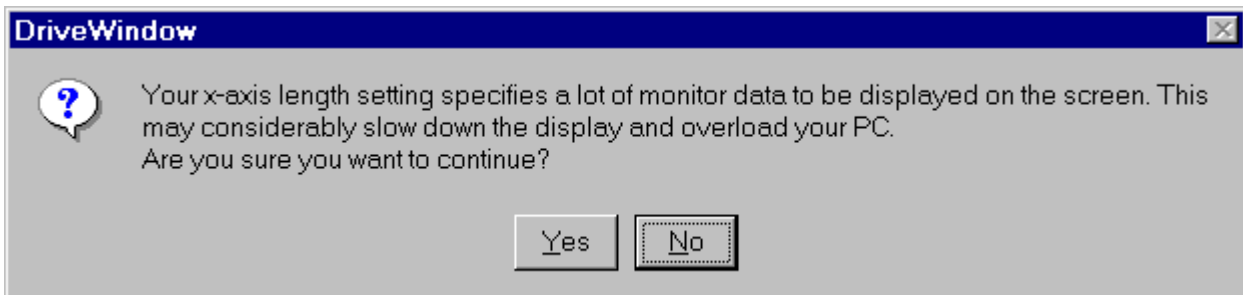 DriveWindow
Your x-axis length setting specifies a lot of monitor data to be displayed on the screen. This
may considerably slow down the display and overload your PC.
Are you sure you want to continue?
Yes No